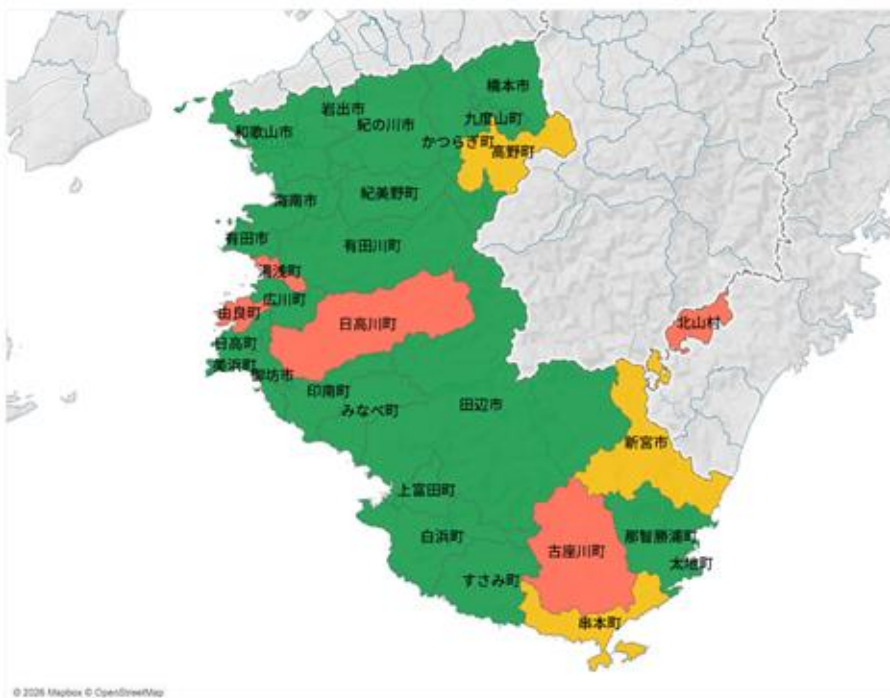 橋本市
岩出市
九度山町
紀の川市
和歌山市
かつらぎ町
高野町
紀美野町
海南市
有田市
有田川町
湯浅町
広川町
由良町
日高川町
北山村
日高町
美浜町
御坊市
印南町
みなべ町
田辺市
新宮市
上富田町
白浜町
那智勝浦町
古座川町
太地町
すさみ町
串本町
© 2026 Mapbox © OpenStreetMap